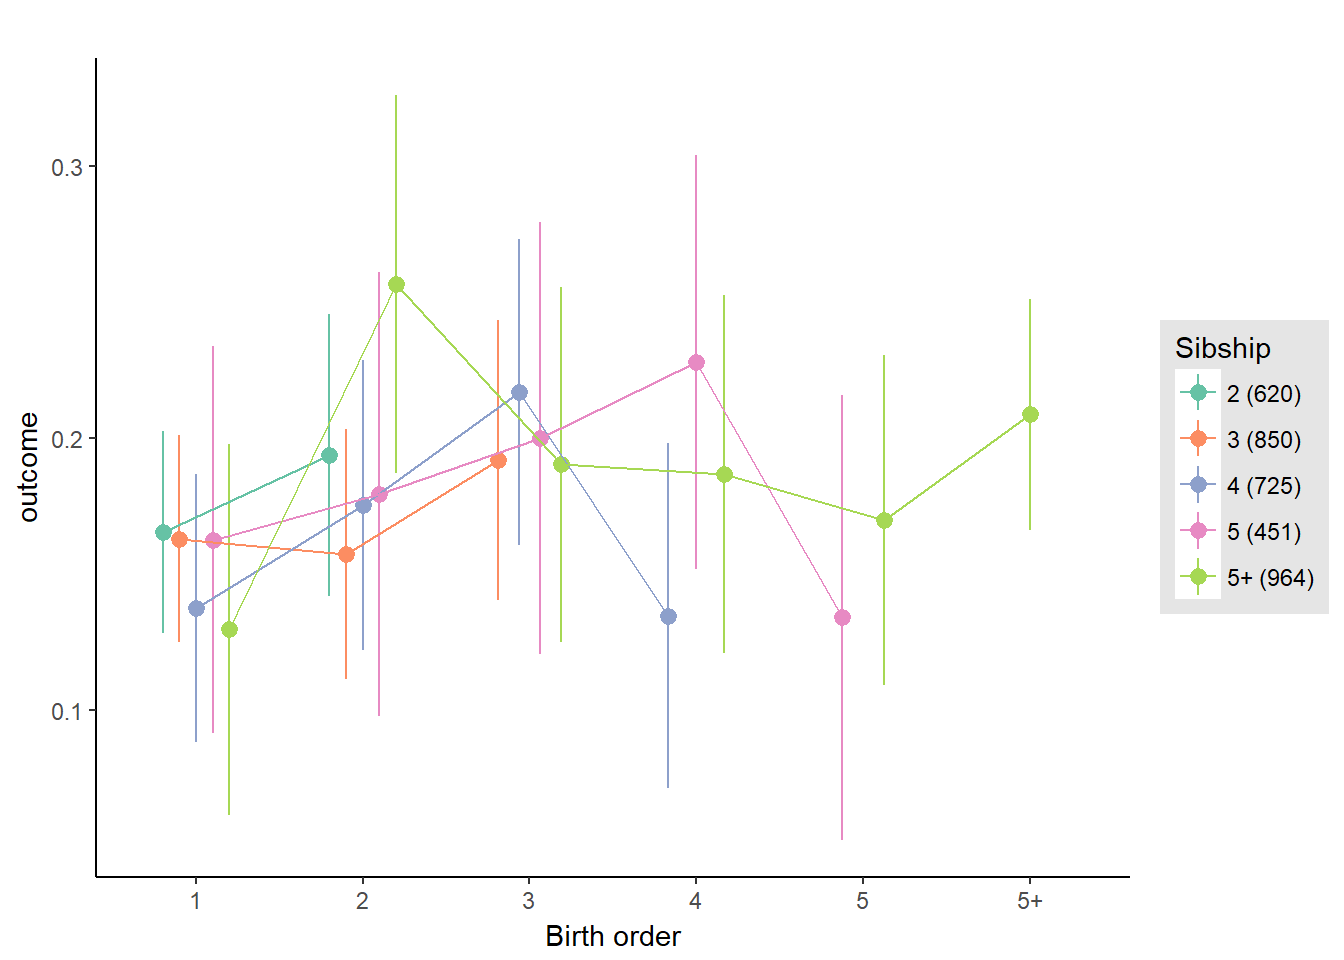 0.3
0.2
0.1
outcome
1 2 3 4 5 5+
Birth order
Sibship
2 (620)
3 (850)
4 (725)
5 (451)
5+ (964)